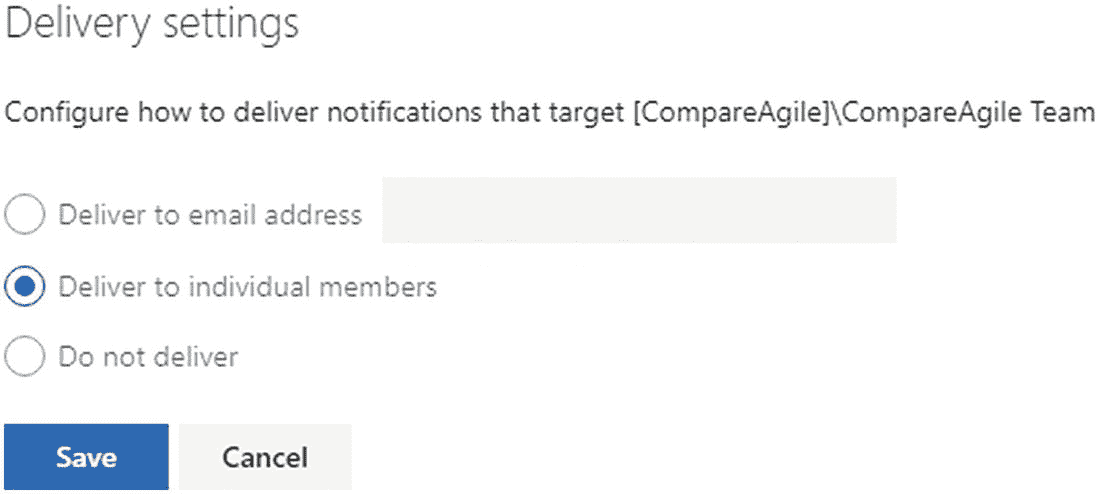 Delivery settings
Configure how to deliver notifications that target [CompareAgile]\CompareAgile Team
Deliver to email address
Deliver to individual members
Do not deliver
Save Cancel